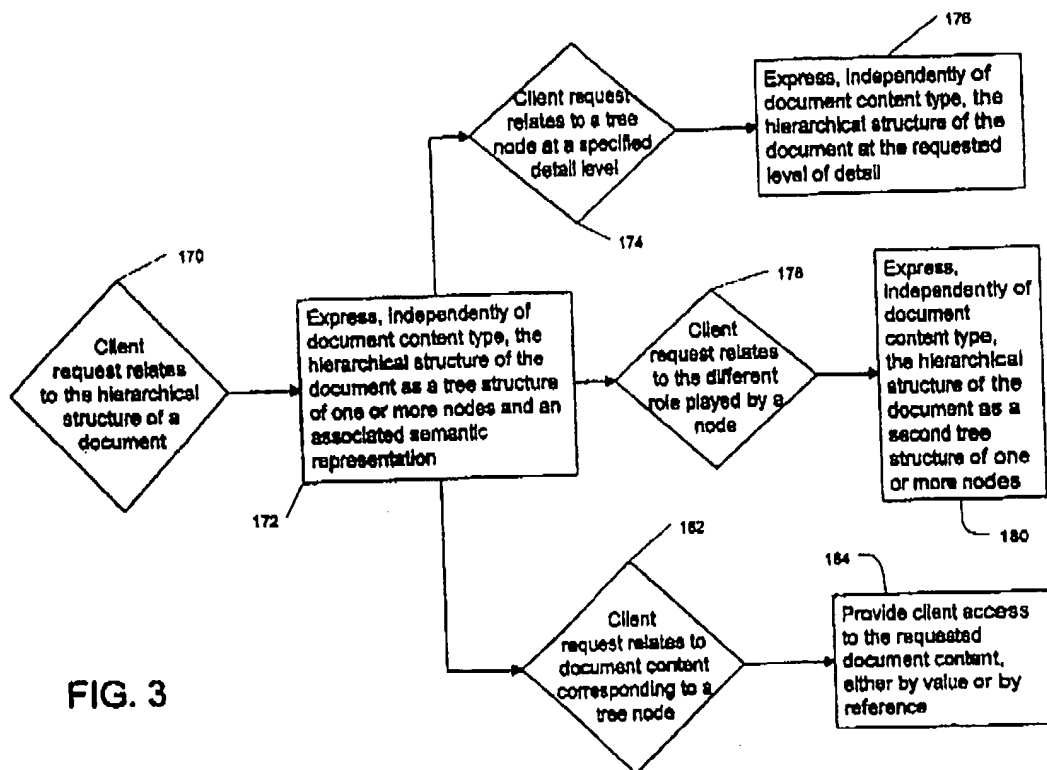 176
Client request
relates to a tree
node at a specified
detail level
Express, Independently of
document content type, the
hierarchical structure of the
document at the requested
level of detail
174
170
Client
request relates
to the hierarchical
structure of a
document
Express, Independently of
document content type, the
hierarchical structure of the
document as a tree structure
of one or more nodes and an
associated semantic
representation
172
178
Client
request relates
to the different
role played by a
node
Express,
independently of
document
content type,
the hierarchical
structure of the
document as a
second tree
structure of one
or more nodes
180
182
Client
request relates to
document content
corresponding to a
tree node
184
Provide client access
to the requested
document content,
either by value or by
reference
FIG. 3